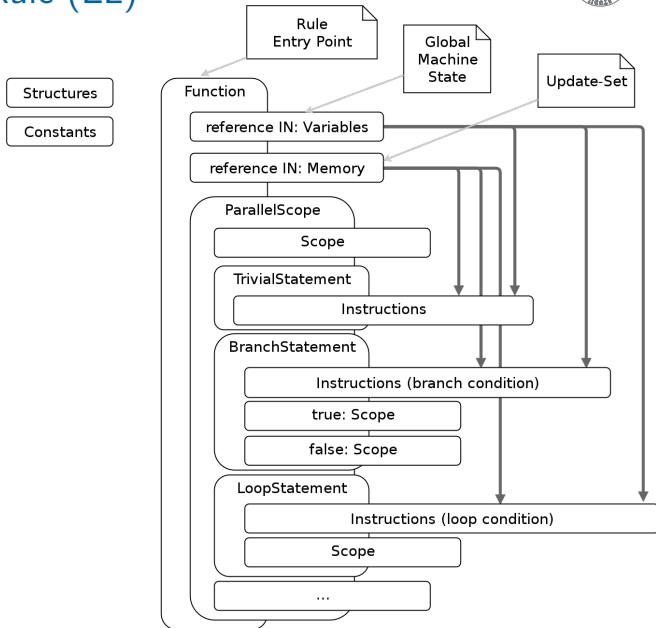 Rule (EL)
Rule
Entry Point
Global
Machine
State
Update-Set
Structures
Constants
Function
reference IN: Variables
reference IN: Memory
ParallelScope
Scope
TrivialStatement
Instructions
BranchStatement
Instructions (branch condition)
true: Scope
false: Scope
LoopStatement
Instructions (loop condition)
Scope
...